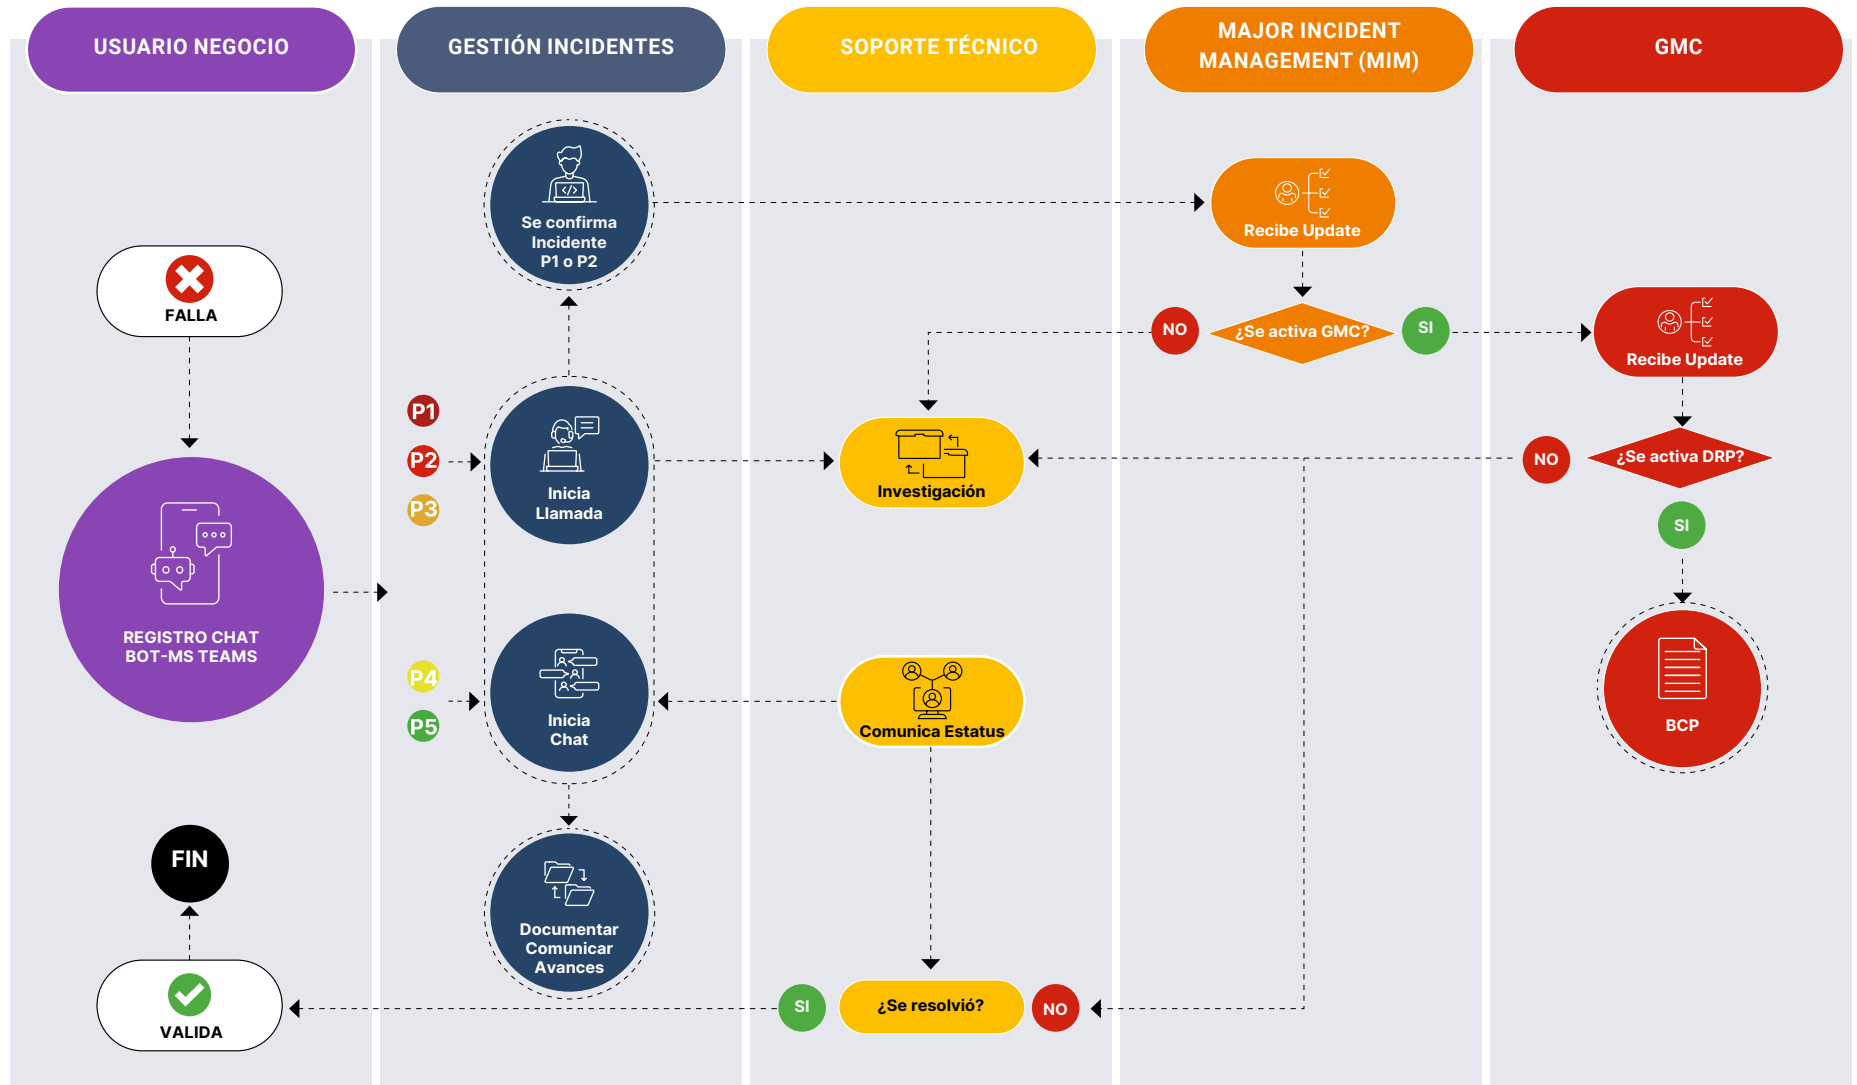 USUARIO NEGOCIO
GESTIÓN INCIDENTES
SOPORTE TÉCNICO
MAJOR INCIDENT
MANAGEMENT (MIM)
GMC
FALLA
REGISTRO CHAT
BOT-MS TEAMS
FIN
VALIDA
Se confirma
Incidente
P1 o P2
P1
P2
P3
Inicia
Llamada
P4
P5
Inicia
Chat
Documentar
Comunicar
Avances
Investigación
Comunica Estatus
SI
¿Se resolvió?
NO
Recibe Update
NO
¿Se activa GMC?
SI
Recibe Update
NO
¿Se activa DRP?
SI
BCP